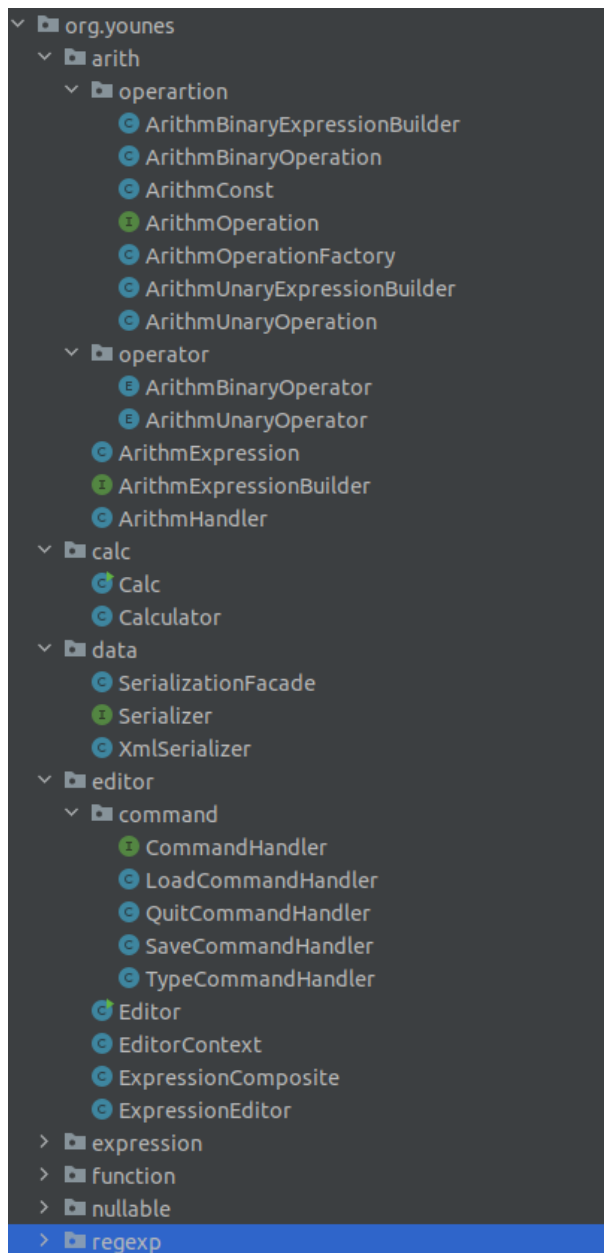 org.younes
arith
operartion
ArithmBinaryExpressionBuilder
ArithmBinaryOperation
ArithmConst
ArithmOperation
ArithmOperationFactory
ArithmUnaryExpressionBuilder
ArithmUnaryOperation
operator
ArithmBinaryOperator
ArithmUnaryOperator
ArithmExpression
ArithmExpressionBuilder
ArithmHandler
calc
Calc
Calculator
data
SerializationFacade
Serializer
XmlSerializer
editor
command
CommandHandler
LoadCommandHandler
QuitCommandHandler
SaveCommandHandler
TypeCommandHandler
Editor
EditorContext
ExpressionComposite
ExpressionEditor
expression
function
nullable
regexp